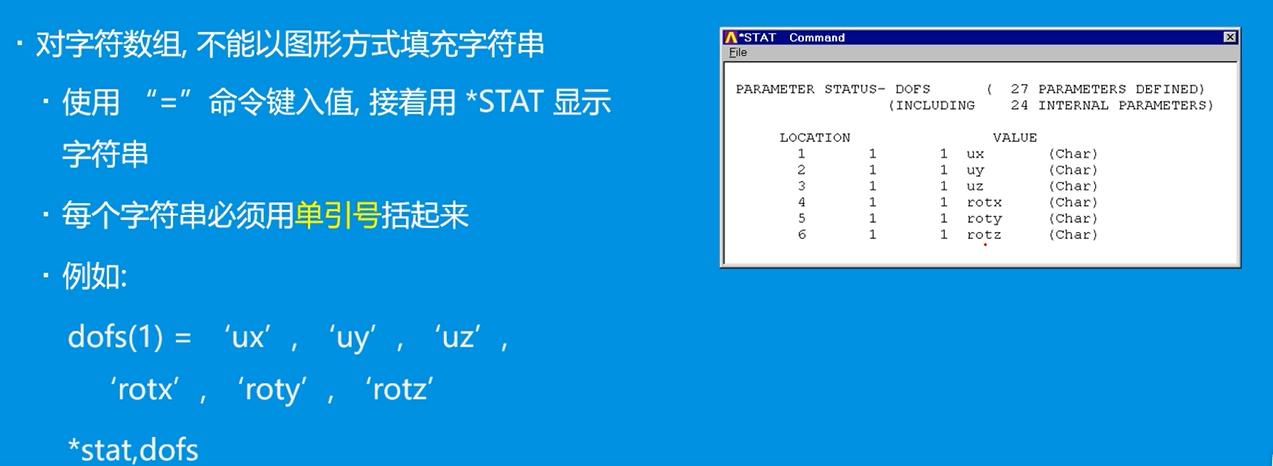 · 对字符数组, 不能以图形方式填充字符串
· 使用 “=”命令键入值, 接着用 *STAT 显示
字符串
· 每个字符串必须用单引号括起来
· 例如:
dofs(1) = ‘ux’, ‘uy’, ‘uz’,
‘rotx’, ‘roty’, ‘rotz’
*stat,dofs
*STAT Command
File
PARAMETER STATUS- DOFS ( 27 PARAMETERS DEFINED)
(INCLUDING 24 INTERNAL PARAMETERS)
LOCATION VALUE
1 1 1 ux (Char)
2 1 1 uy (Char)
3 1 1 uz (Char)
4 1 1 rotx (Char)
5 1 1 roty (Char)
6 1 1 rotz (Char)